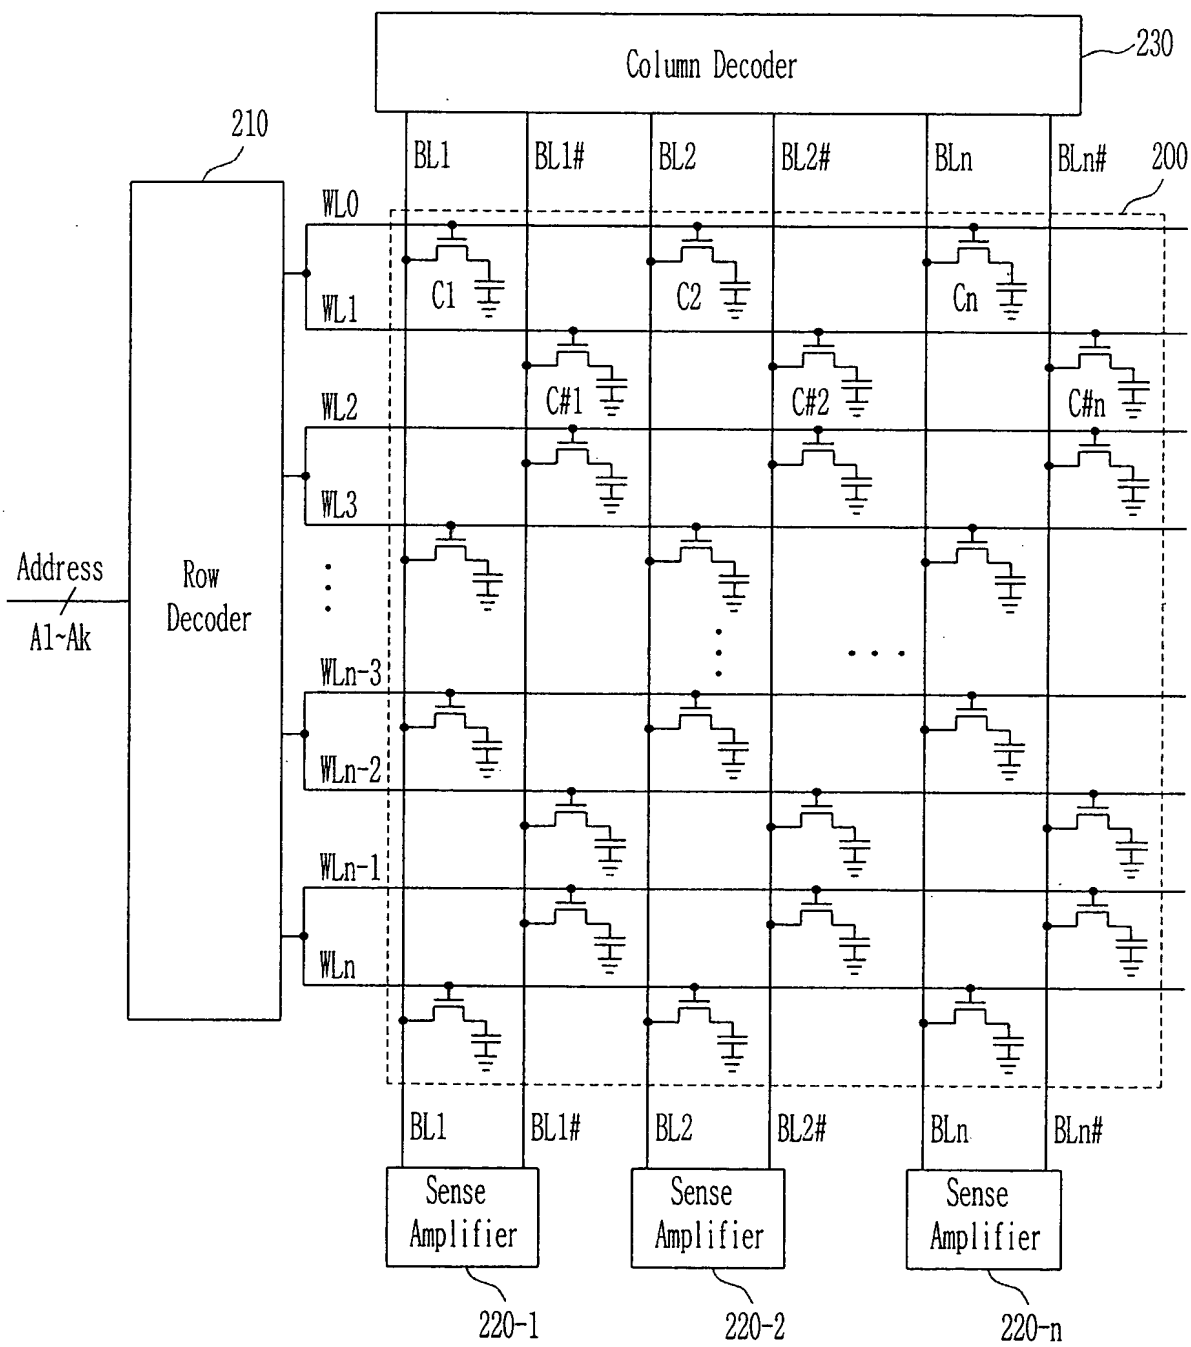 Column Decoder
230
210
BL1
BL1#
BL2
BL2#
BLn
BLn#
200
WL0
C1
C2
Cn
WL1
C#1
C#2
C#n
WL2
WL3
Address
A1~Ak
Row
Decoder
WLn-3
WLn-2
WLn-1
WLn
BL1
BL1#
BL2
BL2#
BLn
BLn#
Sense
Amplifier
Sense
Amplifier
Sense
Amplifier
220-1
220-2
220-n